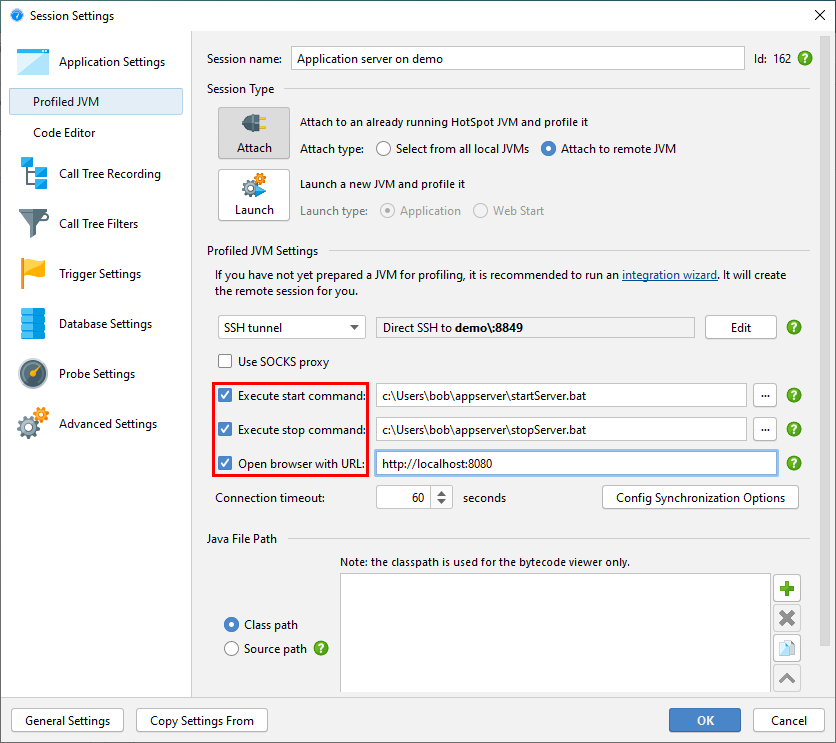 Session Settings
Application Settings
Profiled JVM
Code Editor
Call Tree Recording
Call Tree Filters
Trigger Settings
Database Settings
Probe Settings
Advanced Settings
Session name: Application server on demo Id: 162 ?
Session Type
Attach
Attach to an already running HotSpot JVM and profile it
Attach type: Select from all local JVMs Attach to remote JVM
Launch
Launch a new JVM and profile it
Launch type: Application Web Start
Profiled JVM Settings
If you have not yet prepared a JVM for profiling, it is recommended to run an integration wizard. It will create
the remote session for you.
SSH tunnel Direct SSH to demo\:8849 Edit ?
Use SOCKS proxy
Execute start command: c:\Users\bob\appserver\startServer.bat ... ?
Execute stop command: c:\Users\bob\appserver\stopServer.bat ... ?
Open browser with URL: http://localhost:8080 ?
Connection timeout: 60 seconds Config Synchronization Options
Java File Path
Note: the classpath is used for the bytecode viewer only.
Class path
Source path ?
General Settings Copy Settings From OK Cancel